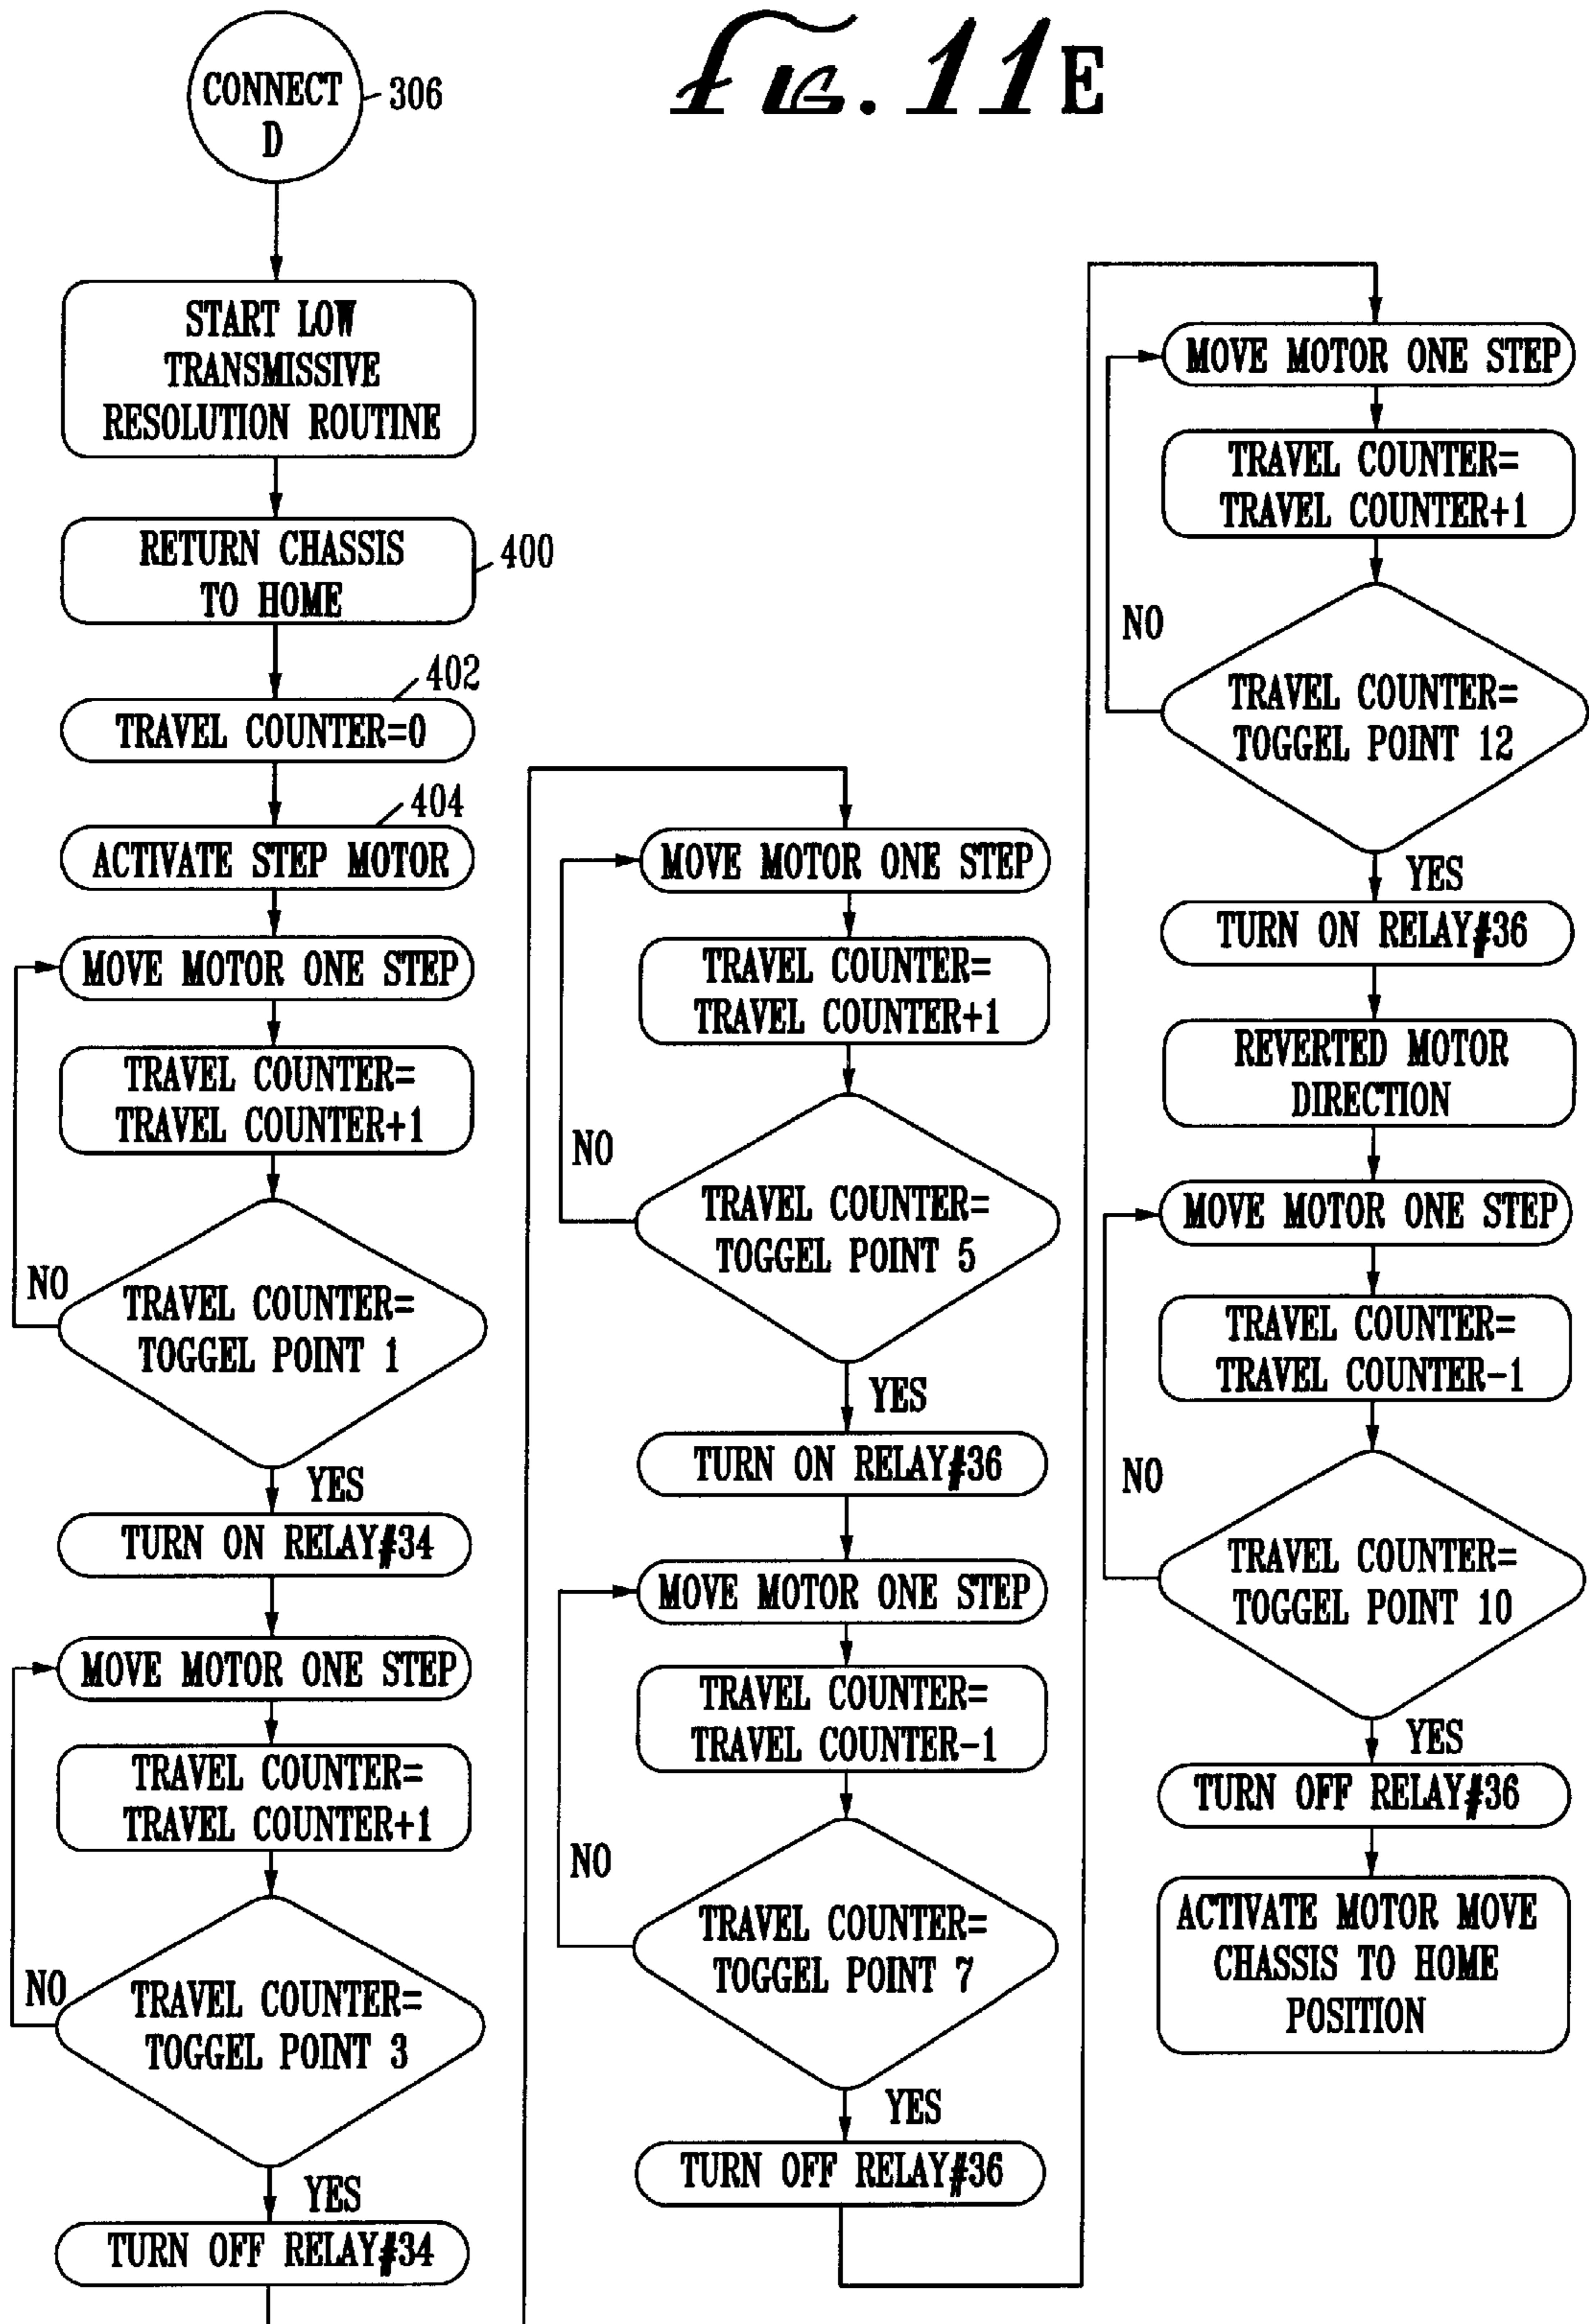 Fig. 11E
CONNECT
D
306
START LOW
TRANSMISSIVE
RESOLUTION ROUTINE
RETURN CHASSIS
TO HOME
400
402
TRAVEL COUNTER=0
404
ACTIVATE STEP MOTOR
MOVE MOTOR ONE STEP
TRAVEL COUNTER=
TRAVEL COUNTER+1
NO
TRAVEL COUNTER=
TOGGEL POINT 1
YES
TURN ON RELAY#34
MOVE MOTOR ONE STEP
TRAVEL COUNTER=
TRAVEL COUNTER+1
NO
TRAVEL COUNTER=
TOGGEL POINT 3
YES
TURN OFF RELAY#34
MOVE MOTOR ONE STEP
TRAVEL COUNTER=
TRAVEL COUNTER+1
NO
TRAVEL COUNTER=
TOGGEL POINT 5
YES
TURN ON RELAY#36
MOVE MOTOR ONE STEP
TRAVEL COUNTER=
TRAVEL COUNTER-1
NO
TRAVEL COUNTER=
TOGGEL POINT 7
YES
TURN OFF RELAY#36
MOVE MOTOR ONE STEP
TRAVEL COUNTER=
TRAVEL COUNTER+1
NO
TRAVEL COUNTER=
TOGGEL POINT 12
YES
TURN ON RELAY#36
REVERTED MOTOR
DIRECTION
MOVE MOTOR ONE STEP
TRAVEL COUNTER=
TRAVEL COUNTER-1
NO
TRAVEL COUNTER=
TOGGEL POINT 10
YES
TURN OFF RELAY#36
ACTIVATE MOTOR MOVE
CHASSIS TO HOME
POSITION